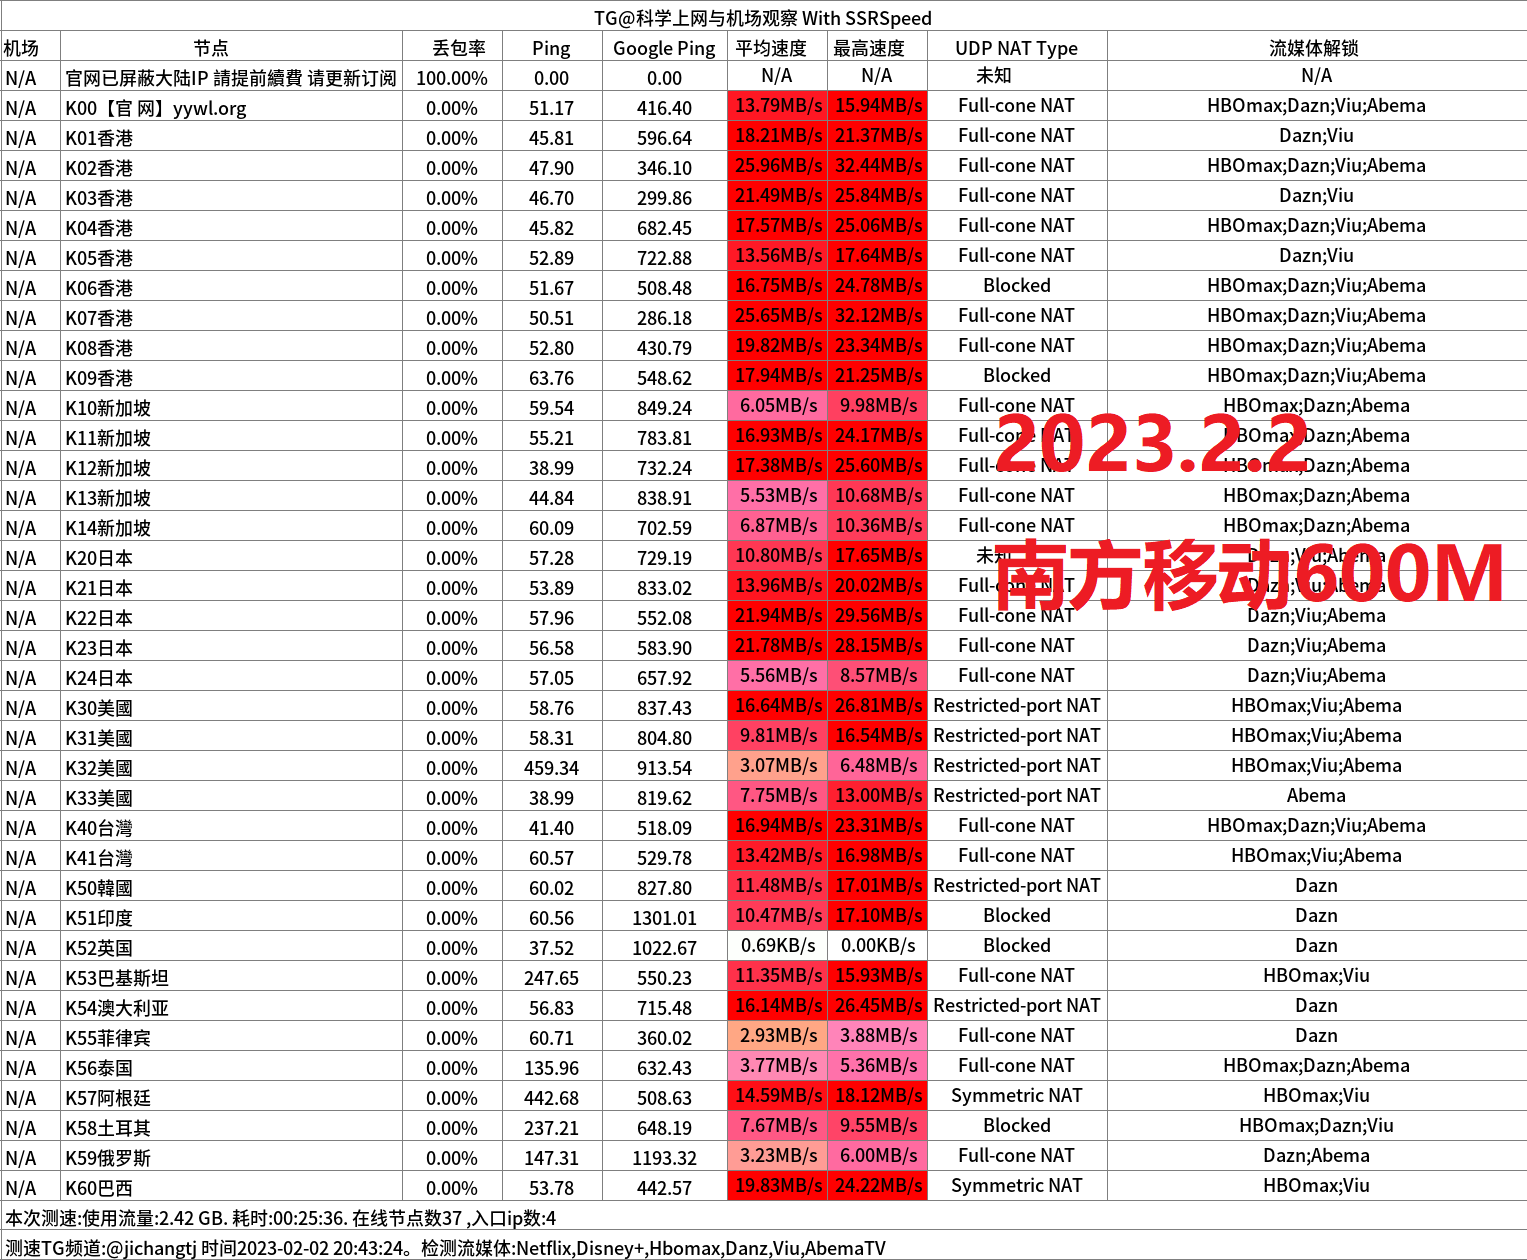 TG@科学上网与机场观察 With SSRSpeed
机场 节点 丢包率 Ping Google Ping 平均速度 最高速度 UDP NAT Type 流媒体解锁
N/A 官网已屏蔽大陆IP 請提前續費 请更新订阅 100.00% 0.00 0.00 N/A N/A 未知 N/A
N/A K00【官 网】yywl.org 0.00% 51.17 416.40 13.79MB/s 15.94MB/s Full-cone NAT HBOmax;Dazn;Viu;Abema
N/A K01香港 0.00% 45.81 596.64 18.21MB/s 21.37MB/s Full-cone NAT Dazn;Viu
N/A K02香港 0.00% 47.90 346.10 25.96MB/s 32.44MB/s Full-cone NAT HBOmax;Dazn;Viu;Abema
N/A K03香港 0.00% 46.70 299.86 21.49MB/s 25.84MB/s Full-cone NAT Dazn;Viu
N/A K04香港 0.00% 45.82 682.45 17.57MB/s 25.06MB/s Full-cone NAT HBOmax;Dazn;Viu;Abema
N/A K05香港 0.00% 52.89 722.88 13.56MB/s 17.64MB/s Full-cone NAT Dazn;Viu
N/A K06香港 0.00% 51.67 508.48 16.75MB/s 24.78MB/s Blocked HBOmax;Dazn;Viu;Abema
N/A K07香港 0.00% 50.51 286.18 25.65MB/s 32.12MB/s Full-cone NAT HBOmax;Dazn;Viu;Abema
N/A K08香港 0.00% 52.80 430.79 19.82MB/s 23.34MB/s Full-cone NAT HBOmax;Dazn;Viu;Abema
N/A K09香港 0.00% 63.76 548.62 17.94MB/s 21.25MB/s Blocked HBOmax;Dazn;Viu;Abema
N/A K10新加坡 0.00% 59.54 849.24 6.05MB/s 9.98MB/s Full-cone NAT HBOmax;Dazn;Abema
N/A K11新加坡 0.00% 55.21 783.81 16.93MB/s 24.17MB/s Full-cone NAT HBOmax;Dazn;Abema
2023.2.2
N/A K12新加坡 0.00% 38.99 732.24 17.38MB/s 25.60MB/s Full-cone NAT HBOmax;Dazn;Abema
N/A K13新加坡 0.00% 44.84 838.91 5.53MB/s 10.68MB/s Full-cone NAT HBOmax;Dazn;Abema
N/A K14新加坡 0.00% 60.09 702.59 6.87MB/s 10.36MB/s Full-cone NAT HBOmax;Dazn;Abema
N/A K20日本 0.00% 57.28 729.19 10.80MB/s 17.65MB/s 未知 Dazn;Viu;Abema
南方移动600M
N/A K21日本 0.00% 53.89 833.02 13.96MB/s 20.02MB/s Full-cone NAT Dazn;Viu;Abema
N/A K22日本 0.00% 57.96 552.08 21.94MB/s 29.56MB/s Full-cone NAT Dazn;Viu;Abema
N/A K23日本 0.00% 56.58 583.90 21.78MB/s 28.15MB/s Full-cone NAT Dazn;Viu;Abema
N/A K24日本 0.00% 57.05 657.92 5.56MB/s 8.57MB/s Full-cone NAT Dazn;Viu;Abema
N/A K30美國 0.00% 58.76 837.43 16.64MB/s 26.81MB/s Restricted-port NAT HBOmax;Viu;Abema
N/A K31美國 0.00% 58.31 804.80 9.81MB/s 16.54MB/s Restricted-port NAT HBOmax;Viu;Abema
N/A K32美國 0.00% 459.34 913.54 3.07MB/s 6.48MB/s Restricted-port NAT HBOmax;Viu;Abema
N/A K33美國 0.00% 38.99 819.62 7.75MB/s 13.00MB/s Restricted-port NAT Abema
N/A K40台灣 0.00% 41.40 518.09 16.94MB/s 23.31MB/s Full-cone NAT HBOmax;Dazn;Viu;Abema
N/A K41台灣 0.00% 60.57 529.78 13.42MB/s 16.98MB/s Full-cone NAT HBOmax;Viu;Abema
N/A K50韓國 0.00% 60.02 827.80 11.48MB/s 17.01MB/s Restricted-port NAT Dazn
N/A K51印度 0.00% 60.56 1301.01 10.47MB/s 17.10MB/s Blocked Dazn
N/A K52英国 0.00% 37.52 1022.67 0.69KB/s 0.00KB/s Blocked Dazn
N/A K53巴基斯坦 0.00% 247.65 550.23 11.35MB/s 15.93MB/s Full-cone NAT HBOmax;Viu
N/A K54澳大利亚 0.00% 56.83 715.48 16.14MB/s 26.45MB/s Restricted-port NAT Dazn
N/A K55菲律宾 0.00% 60.71 360.02 2.93MB/s 3.88MB/s Full-cone NAT Dazn
N/A K56泰国 0.00% 135.96 632.43 3.77MB/s 5.36MB/s Full-cone NAT HBOmax;Dazn;Abema
N/A K57阿根廷 0.00% 442.68 508.63 14.59MB/s 18.12MB/s Symmetric NAT HBOmax;Viu
N/A K58土耳其 0.00% 237.21 648.19 7.67MB/s 9.55MB/s Blocked HBOmax;Dazn;Viu
N/A K59俄罗斯 0.00% 147.31 1193.32 3.23MB/s 6.00MB/s Full-cone NAT Dazn;Abema
N/A K60巴西 0.00% 53.78 442.57 19.83MB/s 24.22MB/s Symmetric NAT HBOmax;Viu
本次测速:使用流量:2.42 GB. 耗时:00:25:36. 在线节点数37 ,入口ip数:4
测速TG频道:@jichangtj 时间2023-02-02 20:43:24。检测流媒体:Netflix,Disney+,Hbomax,Danz,Viu,AbemaTV